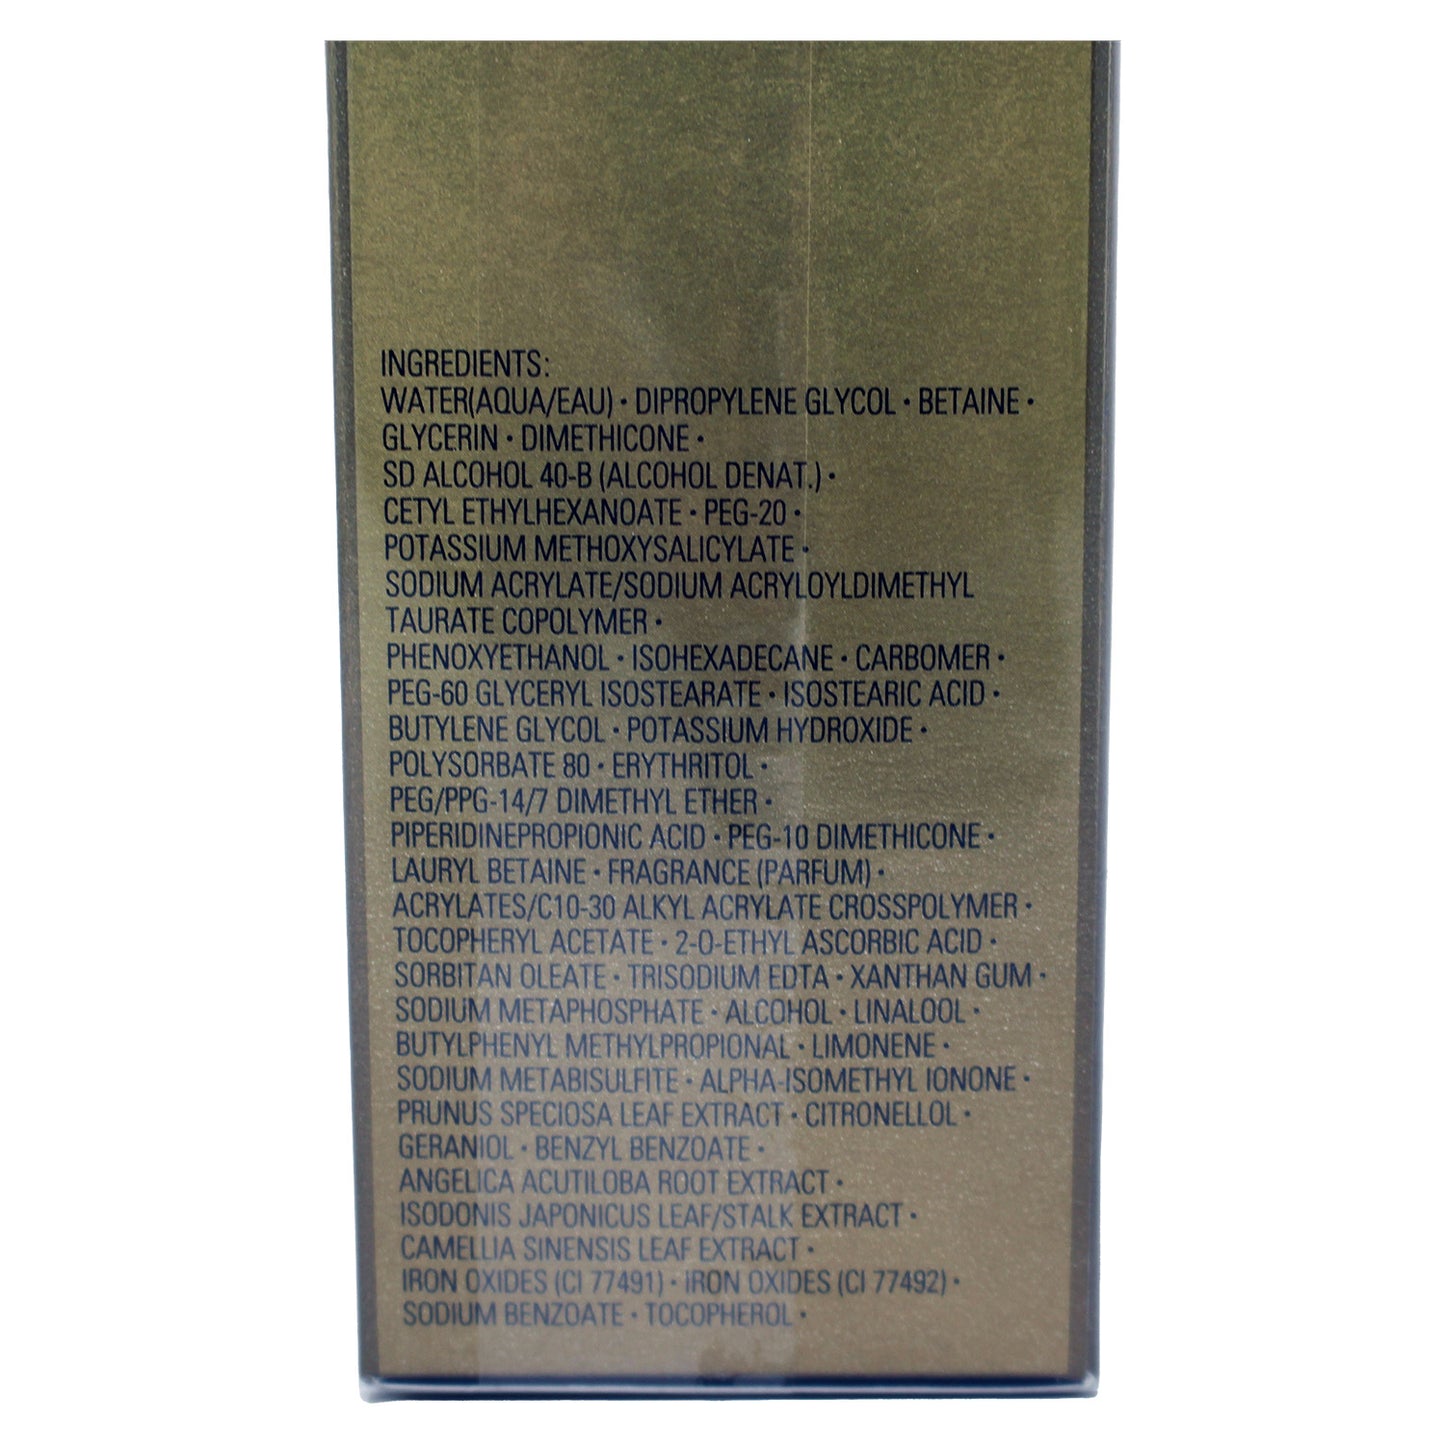 INGREDIENTS:
WATER(AQUA/EAU) • DIPROPYLENE GLYCOL • BETAINE •
GLYCERIN • DIMETHICONE •
SD ALCOHOL 40-B (ALCOHOL DENAT.) •
CETYL ETHYLHEXANOATE • PEG-20 •
POTASSIUM METHOXYSALICYLATE •
SODIUM ACRYLATE/SODIUM ACRYLOYLDIMETHYL
TAURATE COPOLYMER •
PHENOXYETHANOL • ISOHEXADECANE • CARBOMER •
PEG-60 GLYCERYL ISOSTEARATE • ISOSTEARIC ACID •
BUTYLENE GLYCOL • POTASSIUM HYDROXIDE •
POLYSORBATE 80 • ERYTHRITOL •
PEG/PPG-14/7 DIMETHYL ETHER •
PIPERIDINEPROPIONIC ACID • PEG-10 DIMETHICONE •
LAURYL BETAINE • FRAGRANCE (PARFUM) •
ACRYLATES/C10-30 ALKYL ACRYLATE CROSSPOLYMER •
TOCOPHERYL ACETATE • 2-O-ETHYL ASCORBIC ACID •
SORBITAN OLEATE • TRISODIUM EDTA • XANTHAN GUM •
SODIUM METAPHOSPHATE • ALCOHOL • LINALOOL •
BUTYLPHENYL METHYLPROPIONAL • LIMONENE •
SODIUM METABISULFITE • ALPHA-ISOMETHYL IONONE •
PRUNUS SPECIOSA LEAF EXTRACT • CITRONELLOL •
GERANIOL • BENZYL BENZOATE •
ANGELICA ACUTILOBA ROOT EXTRACT •
ISODONIS JAPONICUS LEAF/STALK EXTRACT •
CAMELLIA SINENSIS LEAF EXTRACT •
IRON OXIDES (CI 77491) • IRON OXIDES (CI 77492) •
SODIUM BENZOATE • TOCOPHEROL •